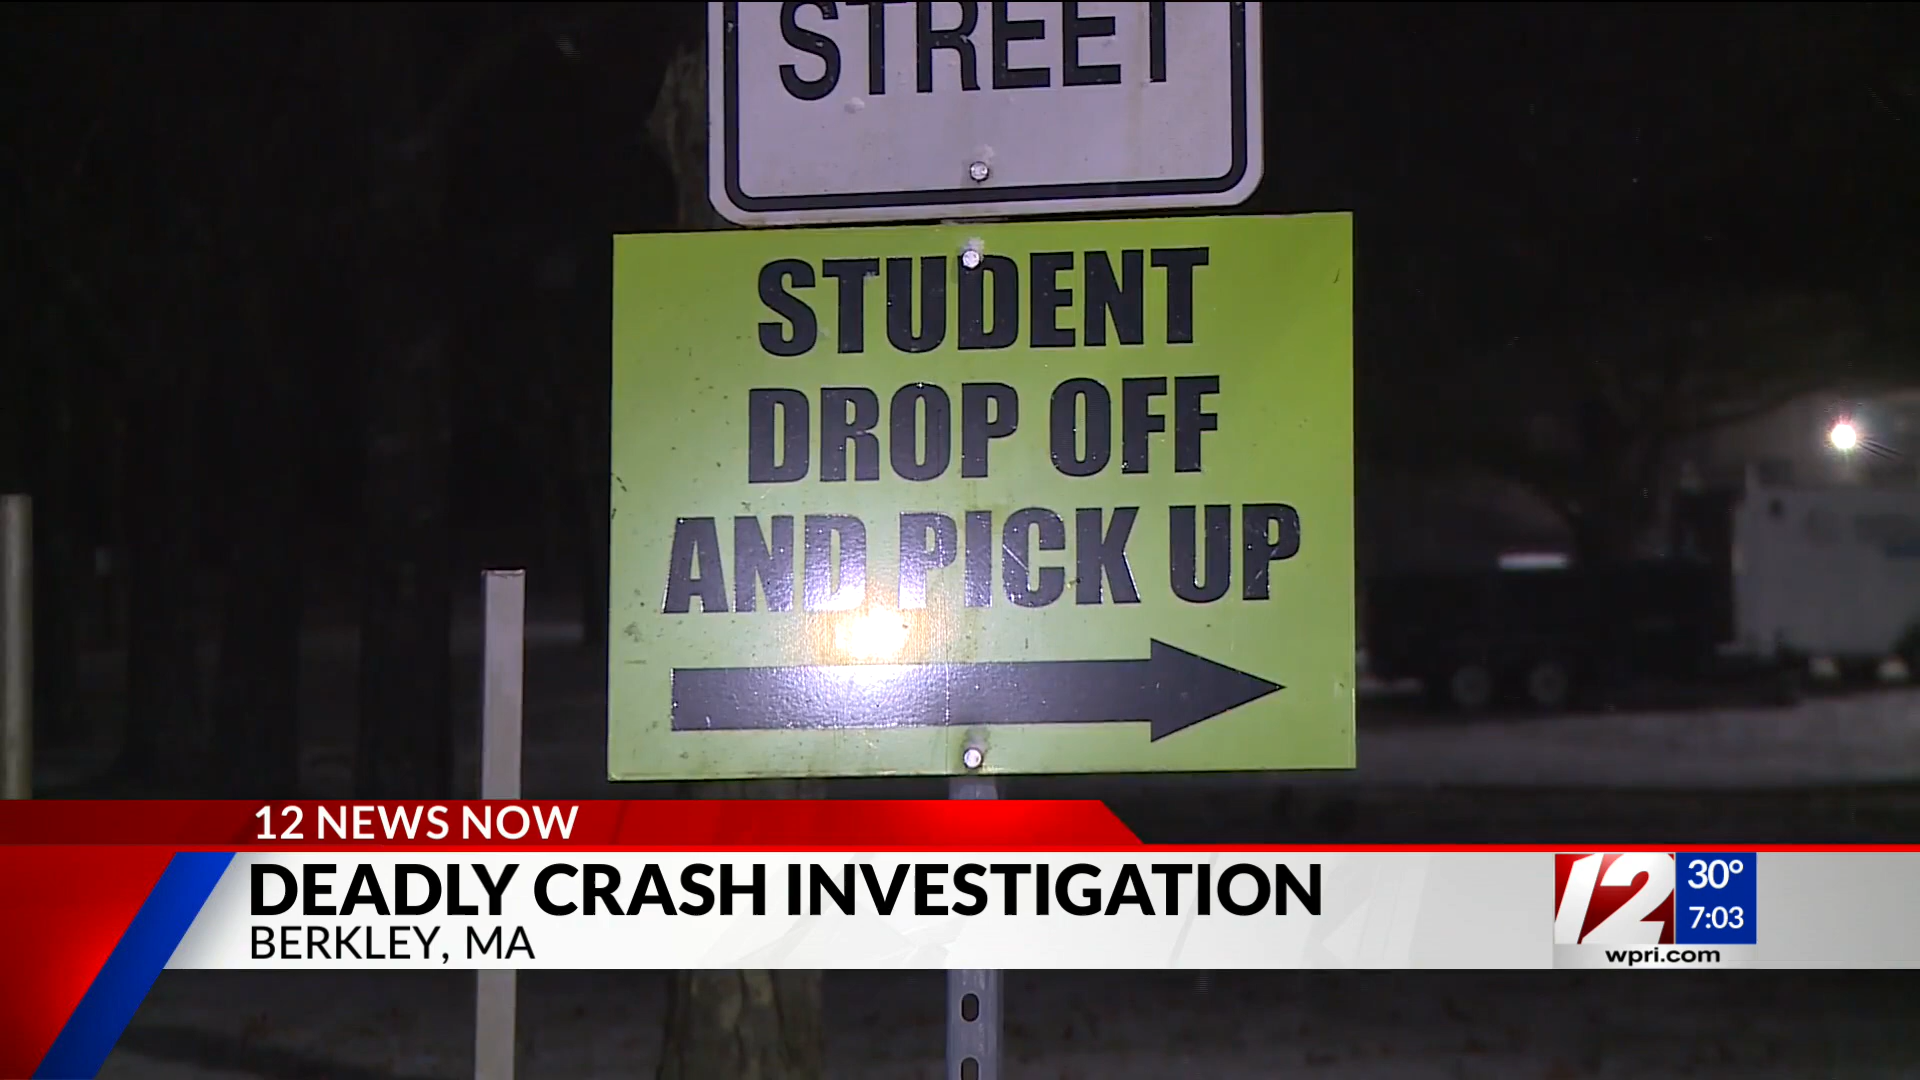 STREET
STUDENT
DROP OFF
AND PICK UP
12 NEWS NOW
DEADLY CRASH INVESTIGATION
BERKLEY, MA
12
30°
7:03
wpri.com